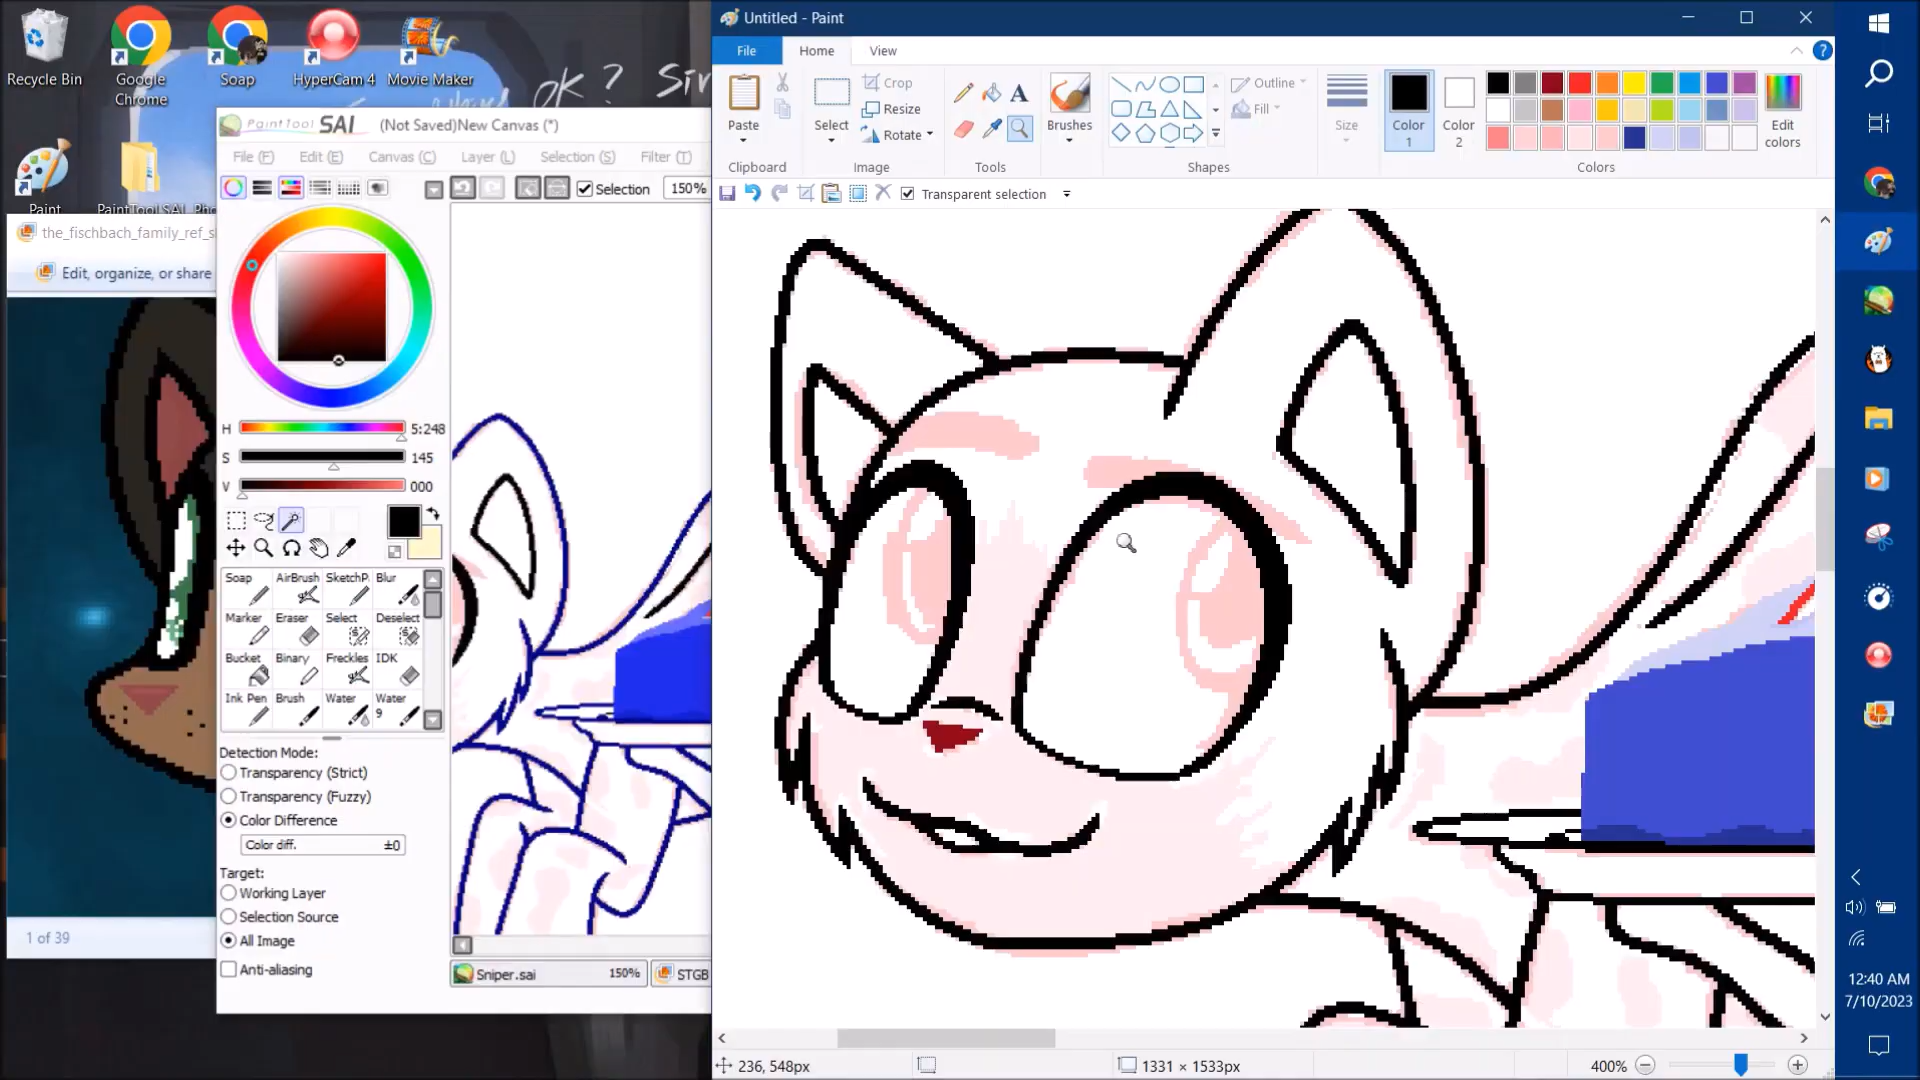 Recycle Bin
Google Chrome
Soap
HyperCam 4
Movie Maker
Paint
PaintTool SAI
ok?
the_fischbach_family_ref_s
Edit, organize, or share
1 of 39
PaintTool SAI (Not Saved)New Canvas (*)
File (F) Edit (E) Canvas (C) Layer (L) Selection (S) Filter (T)
Selection 150%
H 5:248
S 145
V 000
Soap AirBrush SketchP Blur
Marker Eraser Select Deselect
Bucket Binary Freckles IDK
Ink Pen Brush Water Water 9
Detection Mode:
Transparency (Strict)
Transparency (Fuzzy)
Color Difference
Color diff. ±0
Target:
Working Layer
Selection Source
All Image
Anti-aliasing
Sniper.sai 150% STGB
Untitled - Paint
File Home View
Paste
Select
Crop
Resize
Rotate
A
Brushes
Outline
Fill
Size
Color 1
Color 2
Edit colors
Clipboard Image Tools Shapes Colors
Transparent selection
236, 548px 1331 × 1533px 400%
12:40 AM
7/10/2023